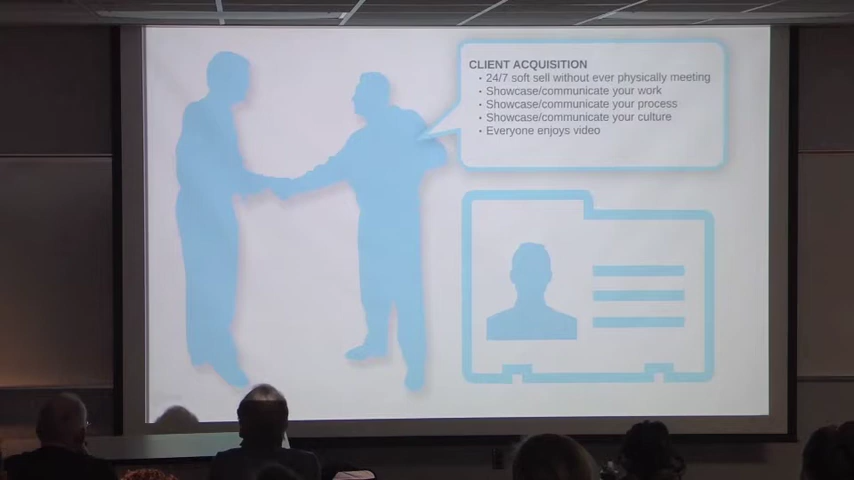 CLIENT ACQUISITION
• 24/7 soft sell without ever physically meeting
• Showcase/communicate your work
• Showcase/communicate your process
• Showcase/communicate your culture
• Everyone enjoys video